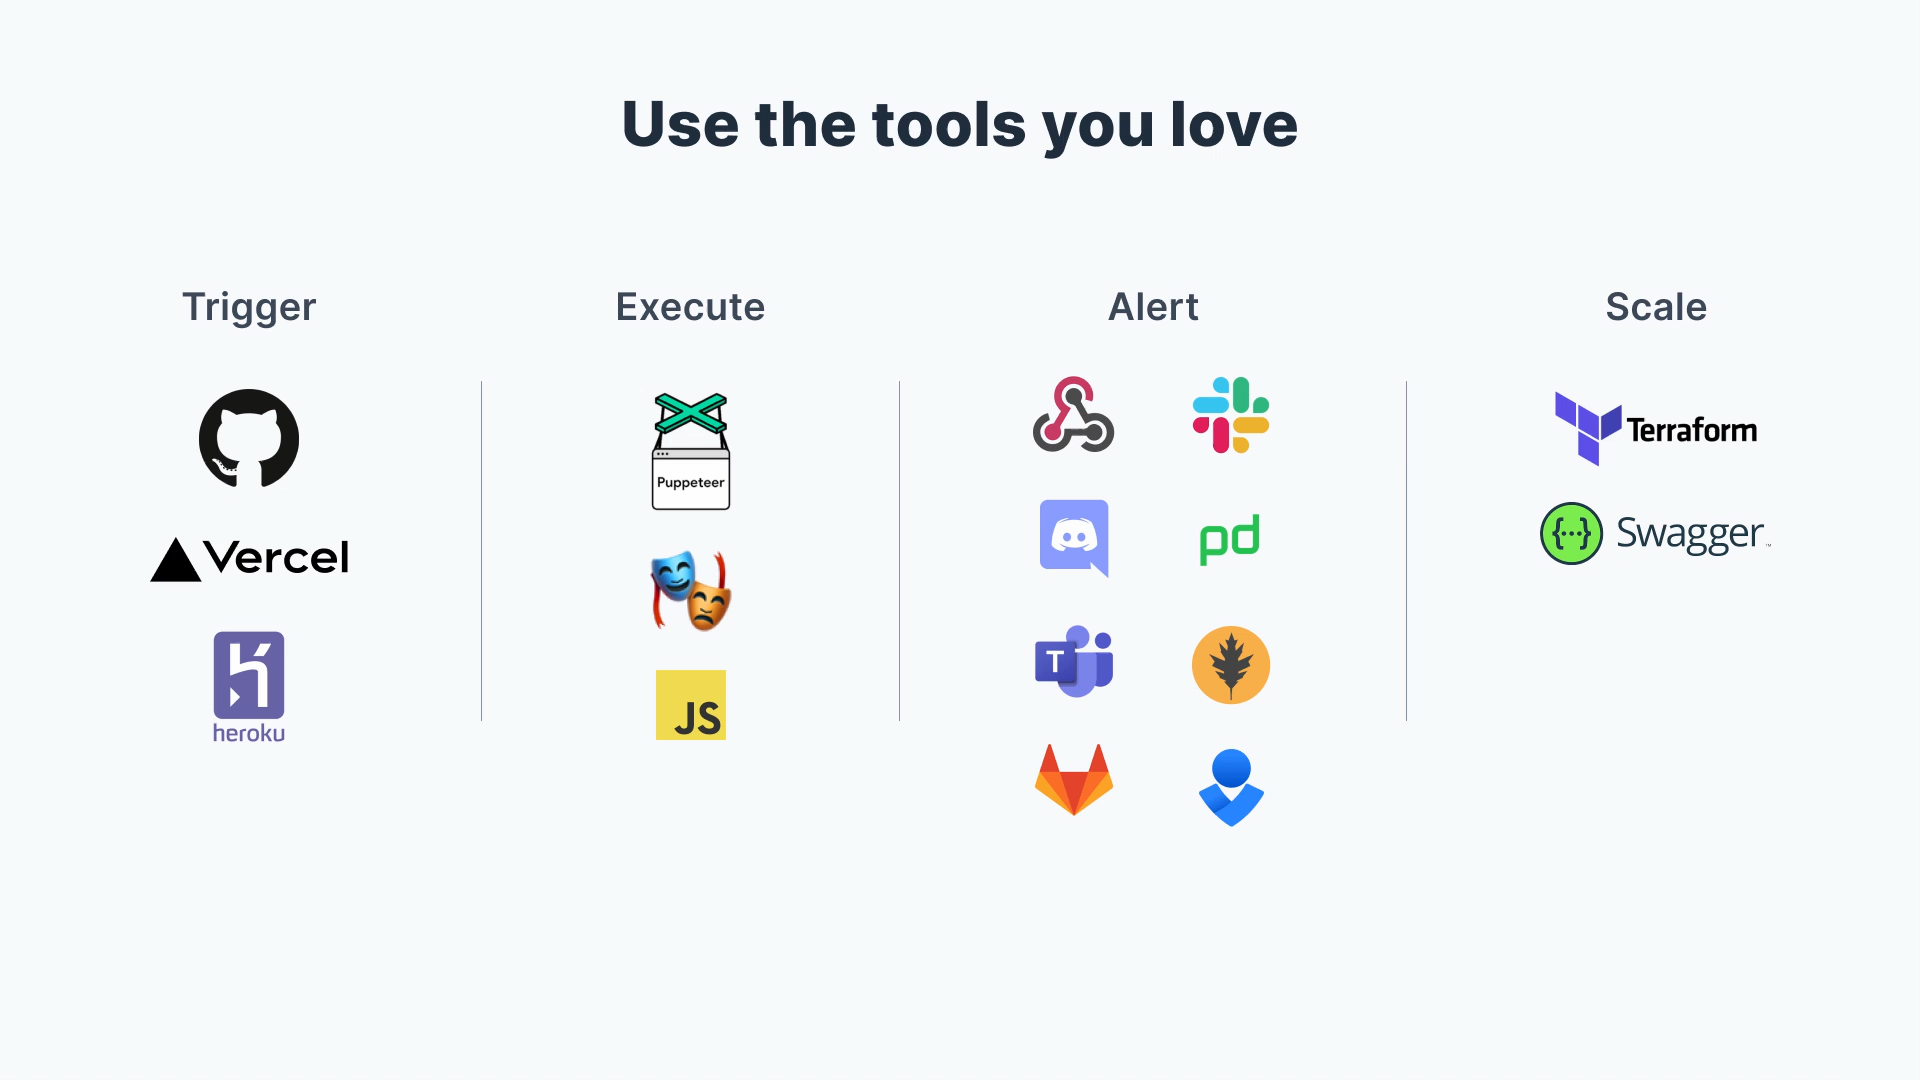 Use the tools you love
Trigger
Vercel
heroku
Execute
Puppeteer
JS
Alert
pd
T
Scale
Terraform
Swagger